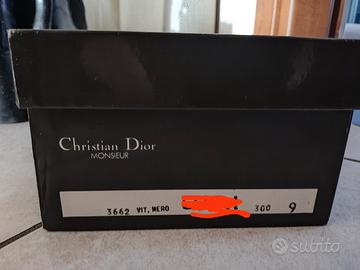 Christian Dior
MONSIEUR
3662 VIT. NERO 300 9
subito